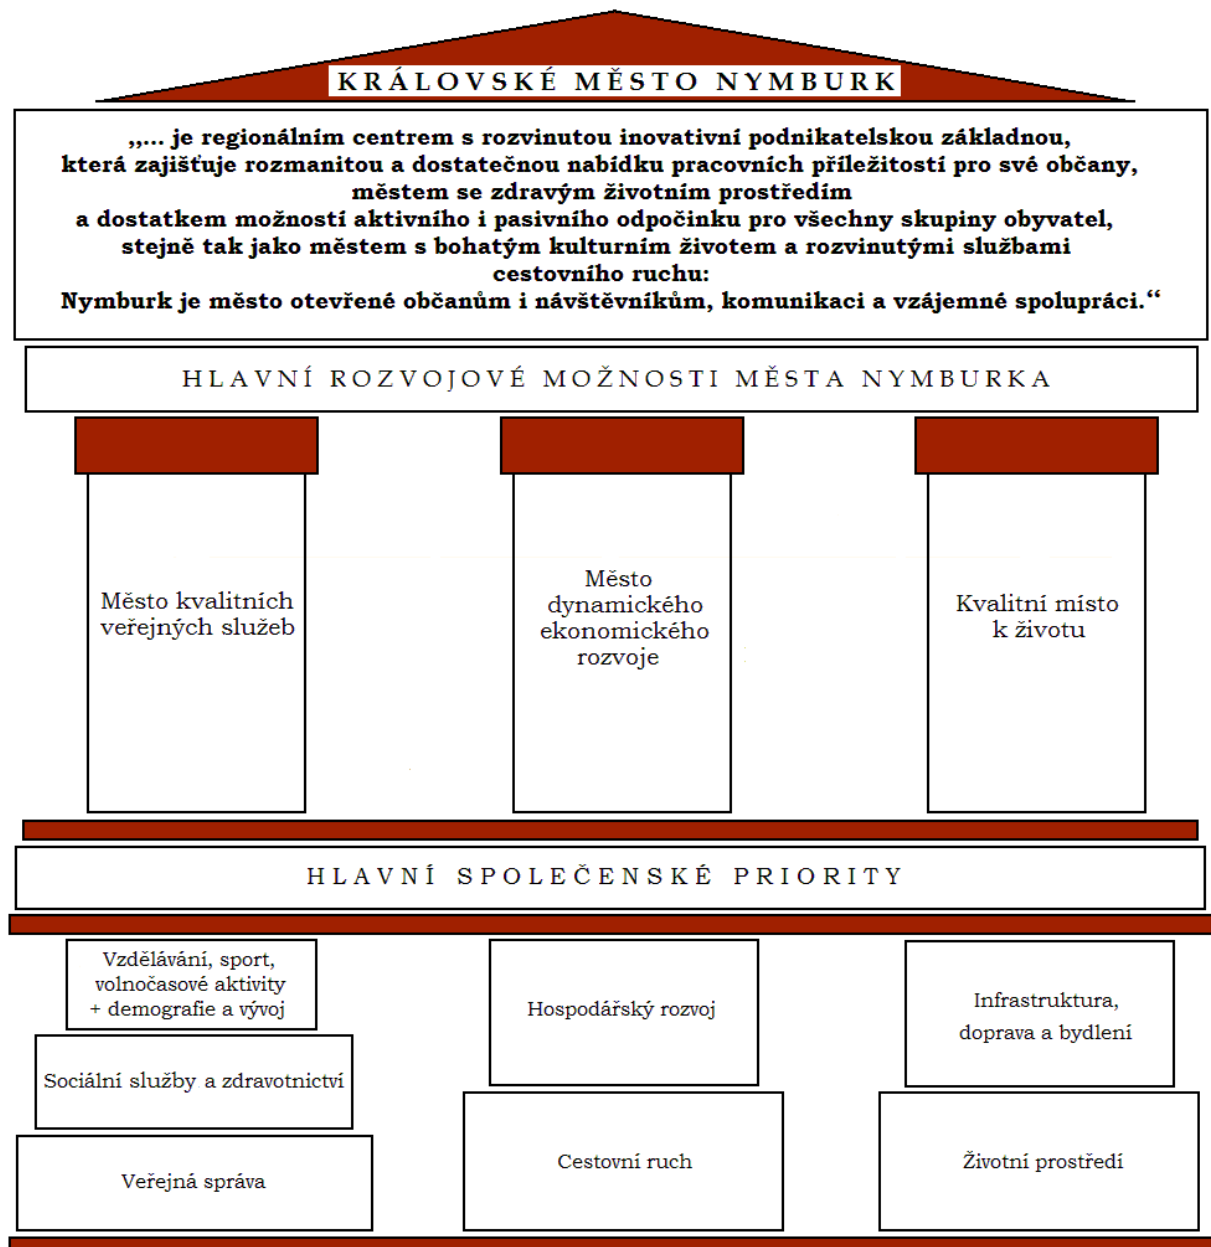 KRÁLOVSKÉ MĚSTO NYMBURK
„... je regionálním centrem s rozvinutou inovativní podnikatelskou základnou,
která zajišťuje rozmanitou a dostatečnou nabídku pracovních příležitostí pro své občany,
městem se zdravým životním prostředím
a dostatkem možností aktivního i pasivního odpočinku pro všechny skupiny obyvatel,
stejně tak jako městem s bohatým kulturním životem a rozvinutými službami
cestovního ruchu:
Nymburk je město otevřené občanům i návštěvníkům, komunikaci a vzájemné spolupráci.“
HLAVNÍ ROZVOJOVÉ MOŽNOSTI MĚSTA NYMBURKA
Město kvalitních
veřejných služeb
Město
dynamického
ekonomického
rozvoje
Kvalitní místo
k životu
HLAVNÍ SPOLEČENSKÉ PRIORITY
Vzdělávání, sport,
volnočasové aktivity
+ demografie a vývoj
Sociální služby a zdravotnictví
Veřejná správa
Hospodářský rozvoj
Cestovní ruch
Infrastruktura,
doprava a bydlení
Životní prostředí